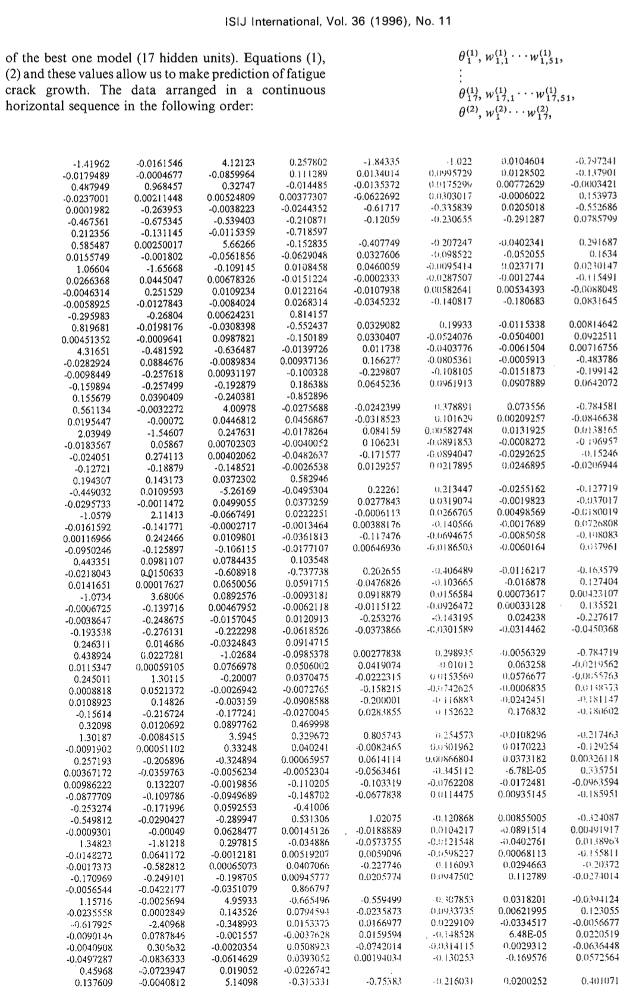 ISIJ International, Vol. 36 (1996), No. 11
of the best one model (17 hidden units). Equations (1),
(2) and these values allow us to make prediction of fatigue
crack growth. The data arranged in a continuous
horizontal sequence in the following order:
θ₁⁽¹⁾, w₁,₁⁽¹⁾ · · · w₁,₅₁⁽¹⁾,
⋮
θ₁₇⁽¹⁾, w₁₇,₁⁽¹⁾ · · · w₁₇,₅₁⁽¹⁾,
θ⁽²⁾, w₁⁽²⁾ · · · w₁₇⁽²⁾,
-1.41962 -0.0161546 4.12123 0.257802 -1.84335 -1.022 0.0104604 -0.797241
-0.0179489 -0.0004677 -0.0859964 0.111289 0.0134014 0.0995729 0.0128502 -0.137901
0.487949 0.968457 0.32747 -0.014485 -0.0135372 0.0175299 0.00772629 -0.0003421
-0.0237001 0.00211448 0.00524809 0.00377307 -0.0622692 0.0303017 -0.0006022 0.153973
0.0001982 -0.263953 -0.0038223 -0.0244352 -0.61717 -0.335839 0.0205018 -0.552686
-0.467561 -0.675345 -0.539403 -0.210871 -0.12059 -0.230655 -0.291287 0.0785799
0.212356 -0.131145 -0.0115359 -0.718597
0.585487 0.00250017 5.66266 -0.152835 -0.407749 -0.207247 -0.0402341 0.291687
0.0155749 -0.001802 -0.0561856 -0.0629048 0.0327606 -0.098522 -0.052055 0.1634
1.06604 -1.65668 -0.109145 0.0108458 0.0460059 -0.0095414 0.0237171 0.0230147
0.0266368 0.0445047 0.00678326 -0.0151224 -0.0002333 -0.0287507 -0.0012744 -0.115491
-0.0046314 0.251529 0.0109234 0.0122164 -0.0107938 0.00582641 0.00534393 -0.0088048
-0.0058925 -0.0127843 -0.0084024 0.0268314 -0.0345232 -0.140817 -0.180683 0.0831645
-0.295983 -0.26804 0.00624231 0.814157
0.819681 -0.0198176 -0.0308398 -0.552437 0.0329082 0.19933 -0.0115338 0.00814642
0.00451352 -0.0009641 0.0987821 -0.150189 0.0330407 -0.0524076 -0.0504001 0.0922511
4.31651 -0.481592 -0.636487 -0.0139726 0.011738 -0.0403776 -0.0061504 0.00716756
-0.0282924 0.0884676 -0.0089834 0.00937136 0.166277 -0.0805361 -0.0005913 -0.483786
-0.0098449 -0.257618 0.00931197 -0.100328 -0.229807 -0.108105 -0.0151873 -0.199142
-0.159894 -0.257499 -0.192879 0.186388 0.0645236 0.0961913 0.0907889 0.0642072
0.155679 0.0390409 -0.240381 -0.852896
0.561134 -0.0032272 4.00978 -0.0275688 -0.0242399 0.378891 0.073556 -0.784581
0.0195447 -0.00072 0.0446812 0.0456867 -0.0318523 0.101629 0.00209257 -0.0846638
2.03949 -1.54607 0.247631 -0.0178264 0.084159 0.00582748 0.0131925 0.0138165
-0.0183567 0.05867 0.00702303 -0.0040052 0.106231 -0.0891853 -0.0008272
-0.024051 0.274113 0.00402062 -0.0482637 -0.171577 -0.0894047 -0.0292625 -0.15246
-0.12721 -0.18879 -0.148521 -0.0026538 0.0129257 0.0217895 0.0246895 -0.0206944
0.194307 0.143173 0.0372302 0.582946
-0.449032 0.0109593 -5.26169 -0.0495304 0.22261 0.213447 -0.0255162 -0.127719
-0.0295733 -0.0011472 0.0499055 0.0373259 0.0277843 0.0319074 -0.0019823 -0.037017
-1.0579 2.11413 -0.0667491 0.0222251 -0.0006113 0.0266705 0.00498569 -0.0180019
-0.0161592 -0.141771 -0.0002717 -0.0013464 0.00388176 -0.140566 -0.0017689 0.0726808
0.00116966 0.242466 0.0109801 -0.0361813 -0.117476 -0.0694675 -0.0085058
-0.0950246 -0.125897 -0.106115 -0.0177107 0.00646936 -0.0186503 -0.0060164 0.037961
0.443351 0.0981107 0.0784435 0.103548
-0.0218043 0.0150633 -0.608918 -0.737738 0.202655 -0.406489 -0.0116217 -0.163579
0.0141651 0.00017627 0.0650056 0.0591715 -0.0476826 -0.103665 -0.016878 0.127404
-1.0734 3.68006 0.0892576 -0.0093181 0.0918879 0.0156584 0.00073617 0.00423107
-0.0006725 -0.139716 0.00467952 -0.0062118 -0.0115122 -0.0926472 0.00033128 0.135521
-0.0038647 -0.248675 -0.0157045 0.0120913 -0.253276 -0.143195 0.024238 -0.227617
-0.193538 -0.276131 -0.222298 -0.0618526 -0.0373866 -0.0301589 -0.0314462 -0.0450368
0.246311 0.014686 -0.0324843 0.0914715
0.438924 0.0227281 -1.02684 -0.0985378 0.00277838 0.298935 -0.0056329 -0.784719
0.0115347 0.00059105 0.0766978 0.0506002 0.0419074 0.063258 -0.0219562
0.245011 1.30115 -0.20007 0.0370475 -0.0222315 0.0153569 0.0576677 -0.0655763
0.0008818 0.0521372 -0.0026942 -0.0072765 -0.158215 -0.0742625 -0.0006835 0.0138373
0.0108923 0.14826 -0.003159 -0.0908588 -0.200001 -0.116883 -0.0242451 -0.181147
-0.15614 -0.216724 -0.177241 -0.0270045 0.0283855 0.152622 0.176832 -0.180602
0.32098 0.0120692 0.0897762 0.469998
1.30187 -0.0084515 3.5945 0.329672 0.805743 0.254573 -0.0108296 -0.217463
-0.0091902 0.00051102 0.33248 0.040241 -0.0082465 0.0501962 0.0170223 -0.129254
0.257193 -0.206896 -0.324894 0.00065957 0.0614114 0.00866804 0.0373182 0.00326118
0.00367172 -0.0359763 -0.0056234 -0.0052304 -0.0563461 -0.345112 -6.78E-05 0.335751
0.00986222 0.132207 -0.0019856 -0.110205 -0.103319 -0.0762208 -0.0172481 -0.0963594
-0.0877709 -0.109786 -0.0949689 -0.148702 -0.0677838 0.0114475 0.00935145 -0.185951
-0.253274 -0.171996 0.0592553 -0.41006
-0.549812 -0.0290427 -0.289947 0.531306 1.02075 -0.120868 0.00855005 -0.324087
-0.0009301 -0.00049 0.0628477 0.00145126 -0.0188889 0.0104217 -0.0891514 0.00491917
1.34823 -1.81218 0.297815 -0.034886 -0.0573755 -0.0121548 -0.0402761 0.0138963
-0.0148272 0.0641172 -0.0012181 0.00519207 0.0059096 -0.0598227 0.00068113 -0.155811
-0.0017373 -0.582812 0.00065073 0.0407066 -0.227746 0.116093 0.0294663 -0.20372
-0.170969 -0.249101 -0.198705 0.00945777 0.0205774 0.0947502 0.112789 -0.0274014
-0.0056544 -0.0422177 -0.0351079 0.866797
1.15716 -0.0025694 4.95933 -0.665496 -0.559499 0.307853 0.0318201 -0.0394124
-0.0235558 0.0002849 0.143526 0.0794594 -0.0235873 0.0933735 0.00621995 0.123055
-0.617925 -2.40968 -0.348993 0.0153373 0.0166977 0.0229109 -0.0334517 -0.0056677
-0.0090146 0.0787846 -0.001557 -0.0037628 0.0159594 -0.148528 6.48E-05 0.0220519
-0.0040908 0.305632 -0.0020354 0.0508923 -0.0742014 -0.0314115 0.0029312 -0.0636448
-0.0497287 -0.0836333 -0.0614629 0.0393052 0.00194034 -0.130253 -0.169576 0.0572564
0.45968 -0.0723947 0.019052 -0.0226742
0.137609 -0.0040812 5.14098 -0.313331 -0.75383 -0.216031 0.0200252 0.401071